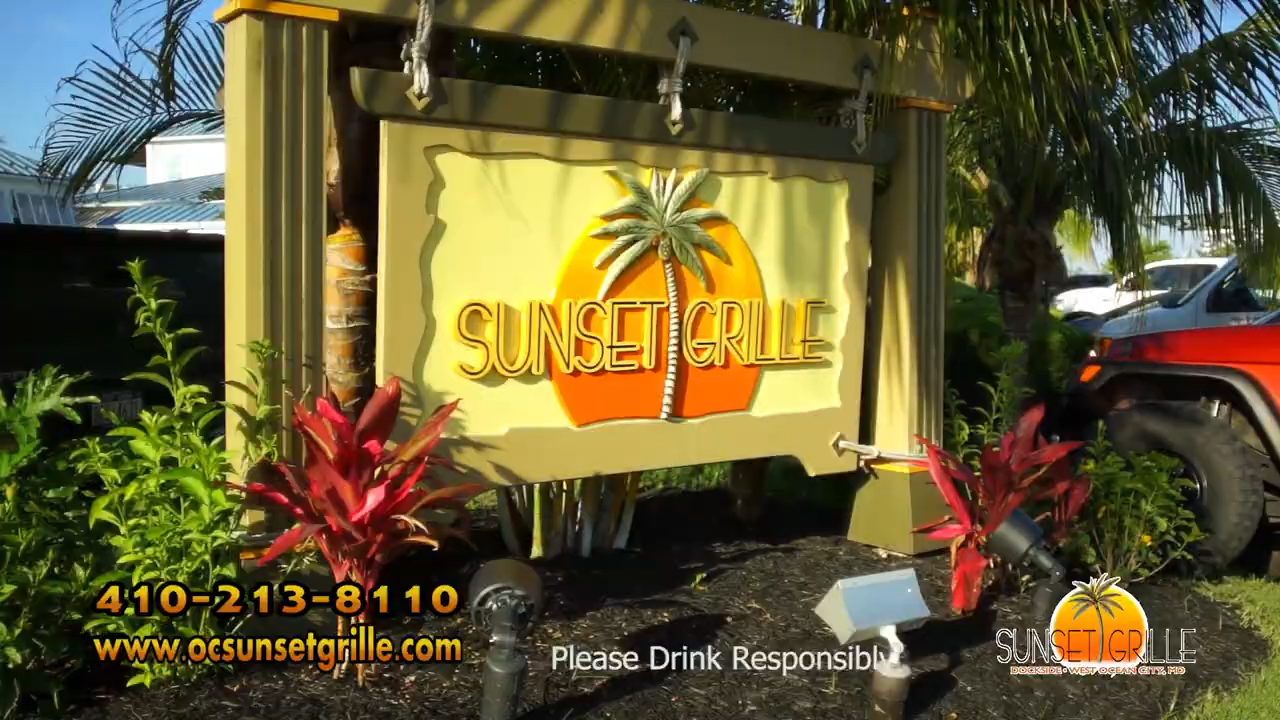 SUNSET GRILLE
410-213-8110
www.ocsunsetgrille.com
Please Drink Responsibly
SUNSET GRILLE
DOCKSIDE • WEST OCEAN CITY, MD